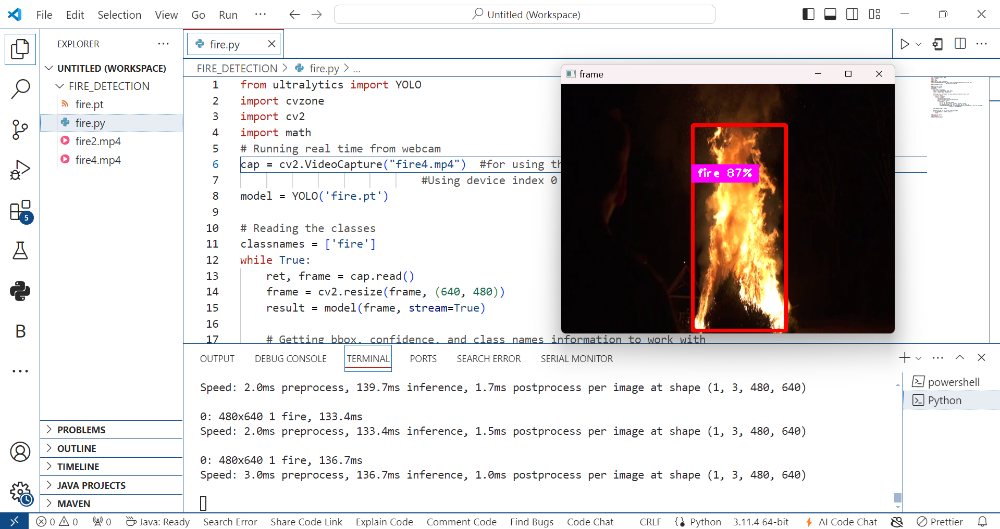 File Edit Selection View Go Run ··· Untitled (Workspace)
EXPLORER ···
UNTITLED (WORKSPACE)
FIRE_DETECTION
fire.pt
fire.py
fire2.mp4
fire4.mp4
PROBLEMS
OUTLINE
TIMELINE
JAVA PROJECTS
MAVEN
5
B
fire.py
FIRE_DETECTION > fire.py > ...
1 from ultralytics import YOLO
2 import cvzone
3 import cv2
4 import math
5 # Running real time from webcam
6 cap = cv2.VideoCapture("fire4.mp4")  #for using th
7 #Using device index 0
8 model = YOLO('fire.pt')
9
10 # Reading the classes
11 classnames = ['fire']
12 while True:
13 ret, frame = cap.read()
14 frame = cv2.resize(frame, (640, 480))
15 result = model(frame, stream=True)
16
17 # Getting bbox, confidence, and class names information to work with
frame
fire 87%
OUTPUT DEBUG CONSOLE TERMINAL PORTS SEARCH ERROR SERIAL MONITOR
Speed: 2.0ms preprocess, 139.7ms inference, 1.7ms postprocess per image at shape (1, 3, 480, 640)
0: 480x640 1 fire, 133.4ms
Speed: 2.0ms preprocess, 133.4ms inference, 1.5ms postprocess per image at shape (1, 3, 480, 640)
0: 480x640 1 fire, 136.7ms
Speed: 3.0ms preprocess, 136.7ms inference, 1.0ms postprocess per image at shape (1, 3, 480, 640)
powershell
Python
0 0 0 Java: Ready Search Error Share Code Link Explain Code Comment Code Find Bugs Code Chat CRLF Python 3.11.4 64-bit AI Code Chat Prettier